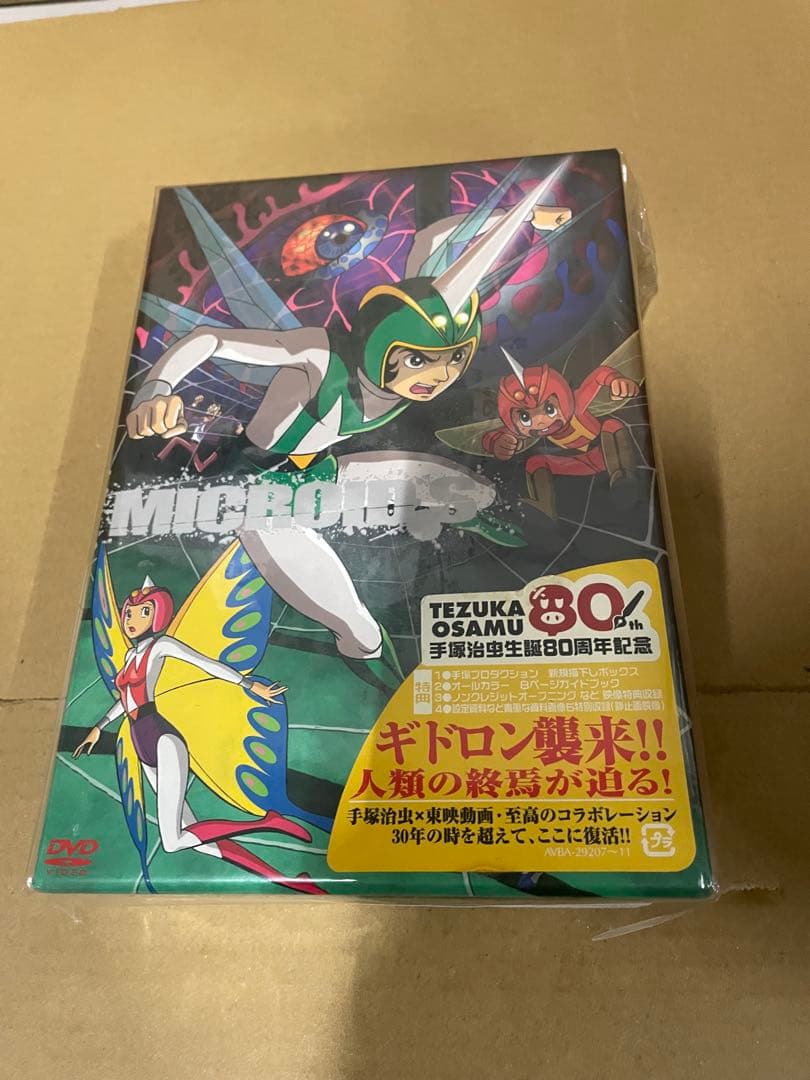 MICROID S
TEZUKA
OSAMU
80th
手塚治虫生誕80周年記念
特典
1●手塚プロダクション 新規描下しボックス
2●オールカラー 8ページガイドブック
3●ノンクレジットオープニング など 映像特典収録
4●設定資料など貴重な資料画像も特別収録(静止画映像)
ギドロン襲来!!
人類の終焉が迫る!
手塚治虫×東映動画・至高のコラボレーション
30年の時を超えて、ここに復活!!
AVBA-29207〜11
プラ
DVD
VIDEO